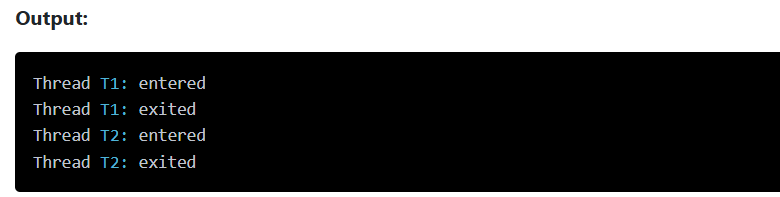 Output:
Thread T1: entered
Thread T1: exited
Thread T2: entered
Thread T2: exited